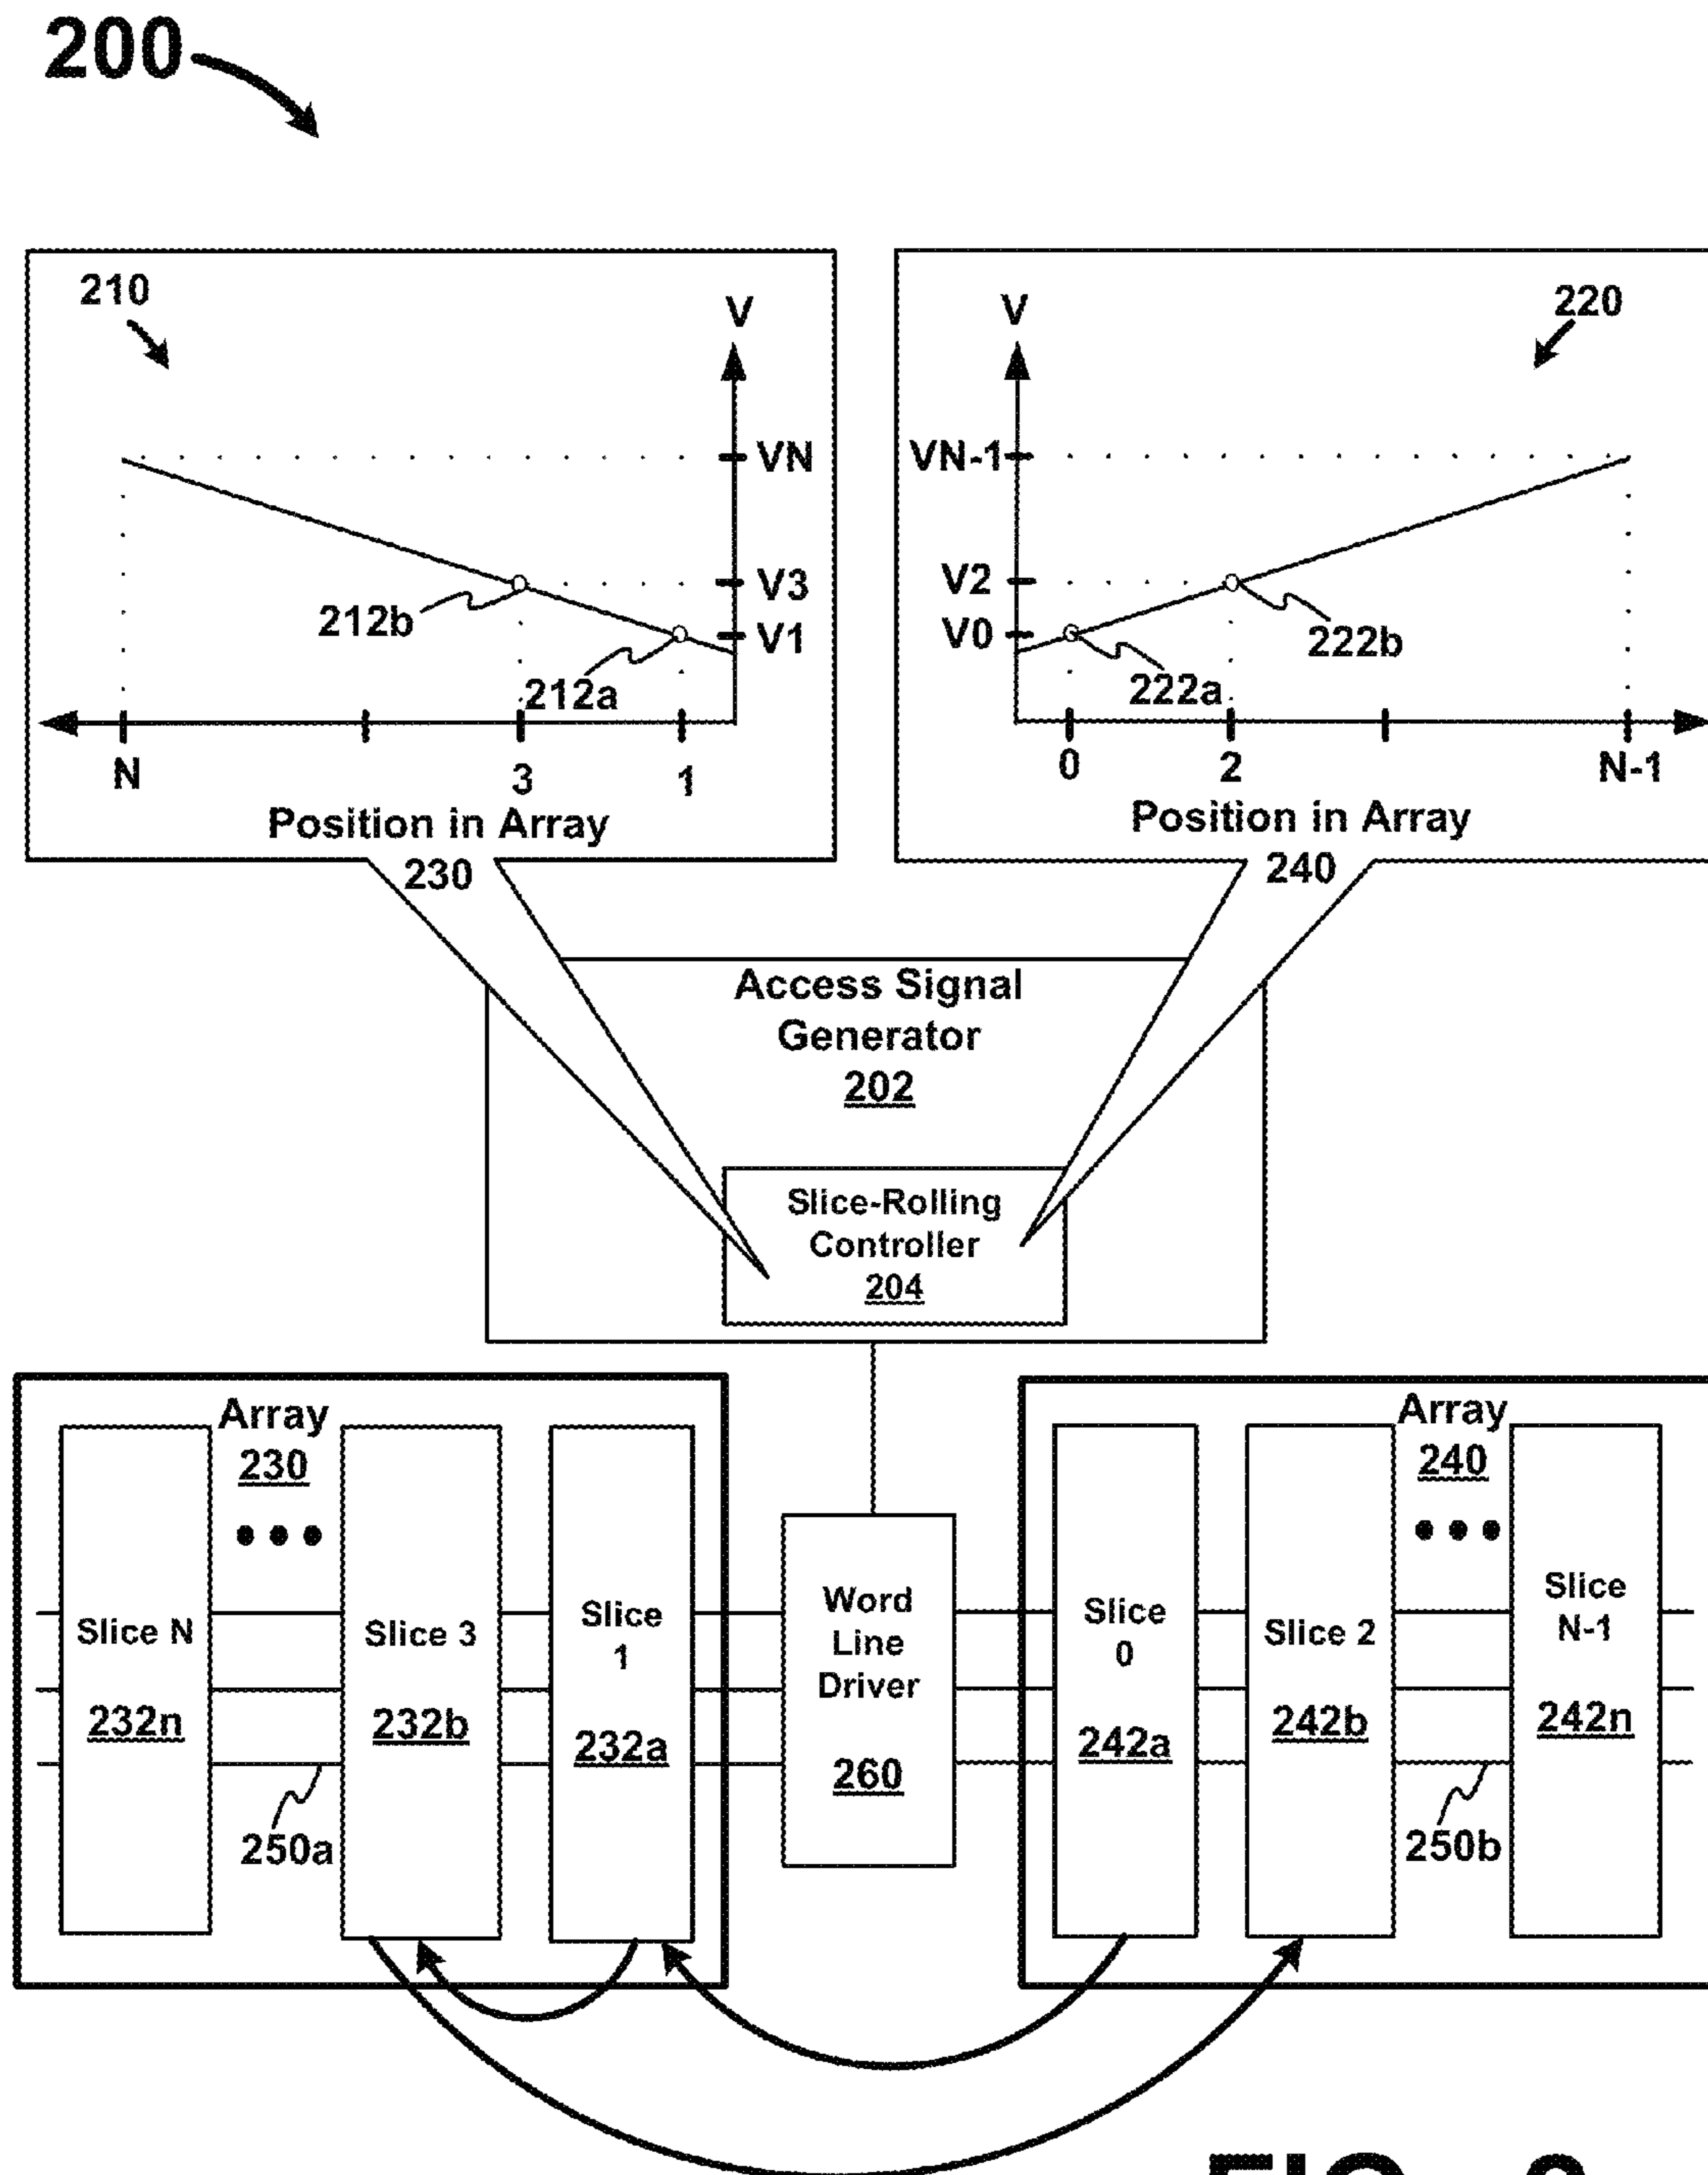 200
210
V
VN
V3
V1
212b
212a
N
3
1
Position in Array
230
220
V
VN-1
V2
V0
222b
222a
0
2
N-1
Position in Array
240
Access Signal
Generator
202
Slice-Rolling
Controller
204
Array
230
Slice N
232n
Slice 3
232b
Slice
1
232a
250a
Word
Line
Driver
260
Array
240
Slice
0
242a
Slice 2
242b
Slice
N-1
242n
250b